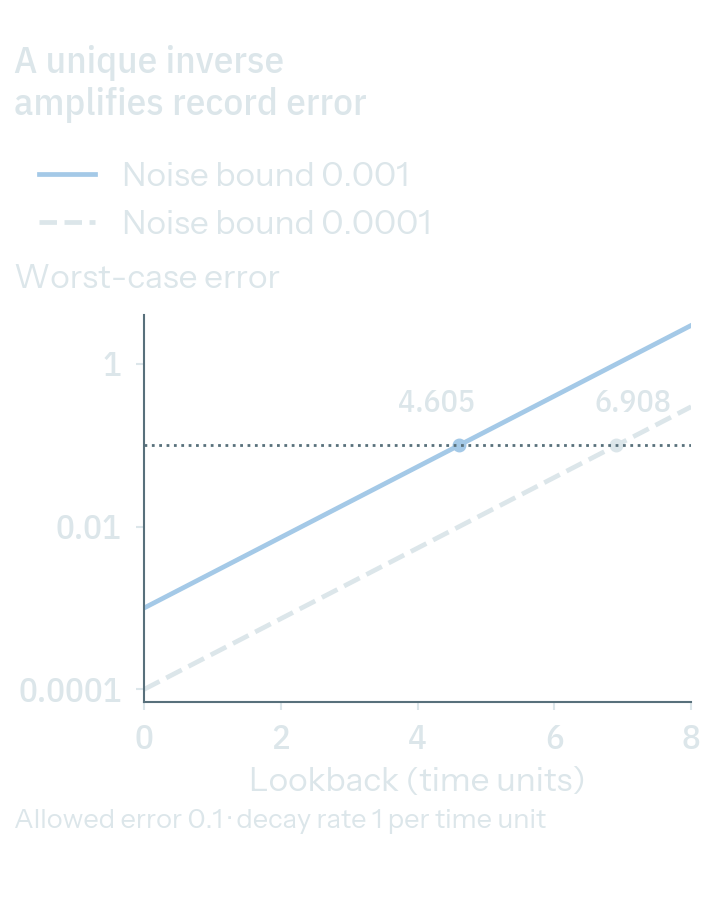 A unique inverse
amplifies record error
Noise bound 0.001
Noise bound 0.0001
Worst-case error
1
4.605
6.908
0.01
0.0001
0 2 4 6 8
Lookback (time units)
Allowed error 0.1 · decay rate 1 per time unit